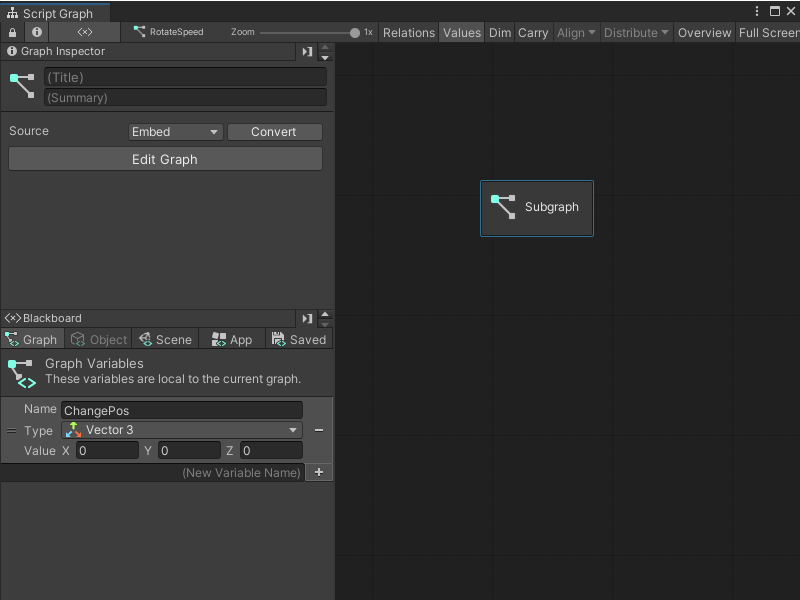 Script Graph
RotateSpeed Zoom 1x Relations Values Dim Carry Align Distribute Overview Full Screen
Graph Inspector
(Title)
(Summary)
Source Embed Convert
Edit Graph
Subgraph
Blackboard
Graph Object Scene App Saved
Graph Variables
These variables are local to the current graph.
Name ChangePos
Type Vector 3
Value X 0 Y 0 Z 0
(New Variable Name)